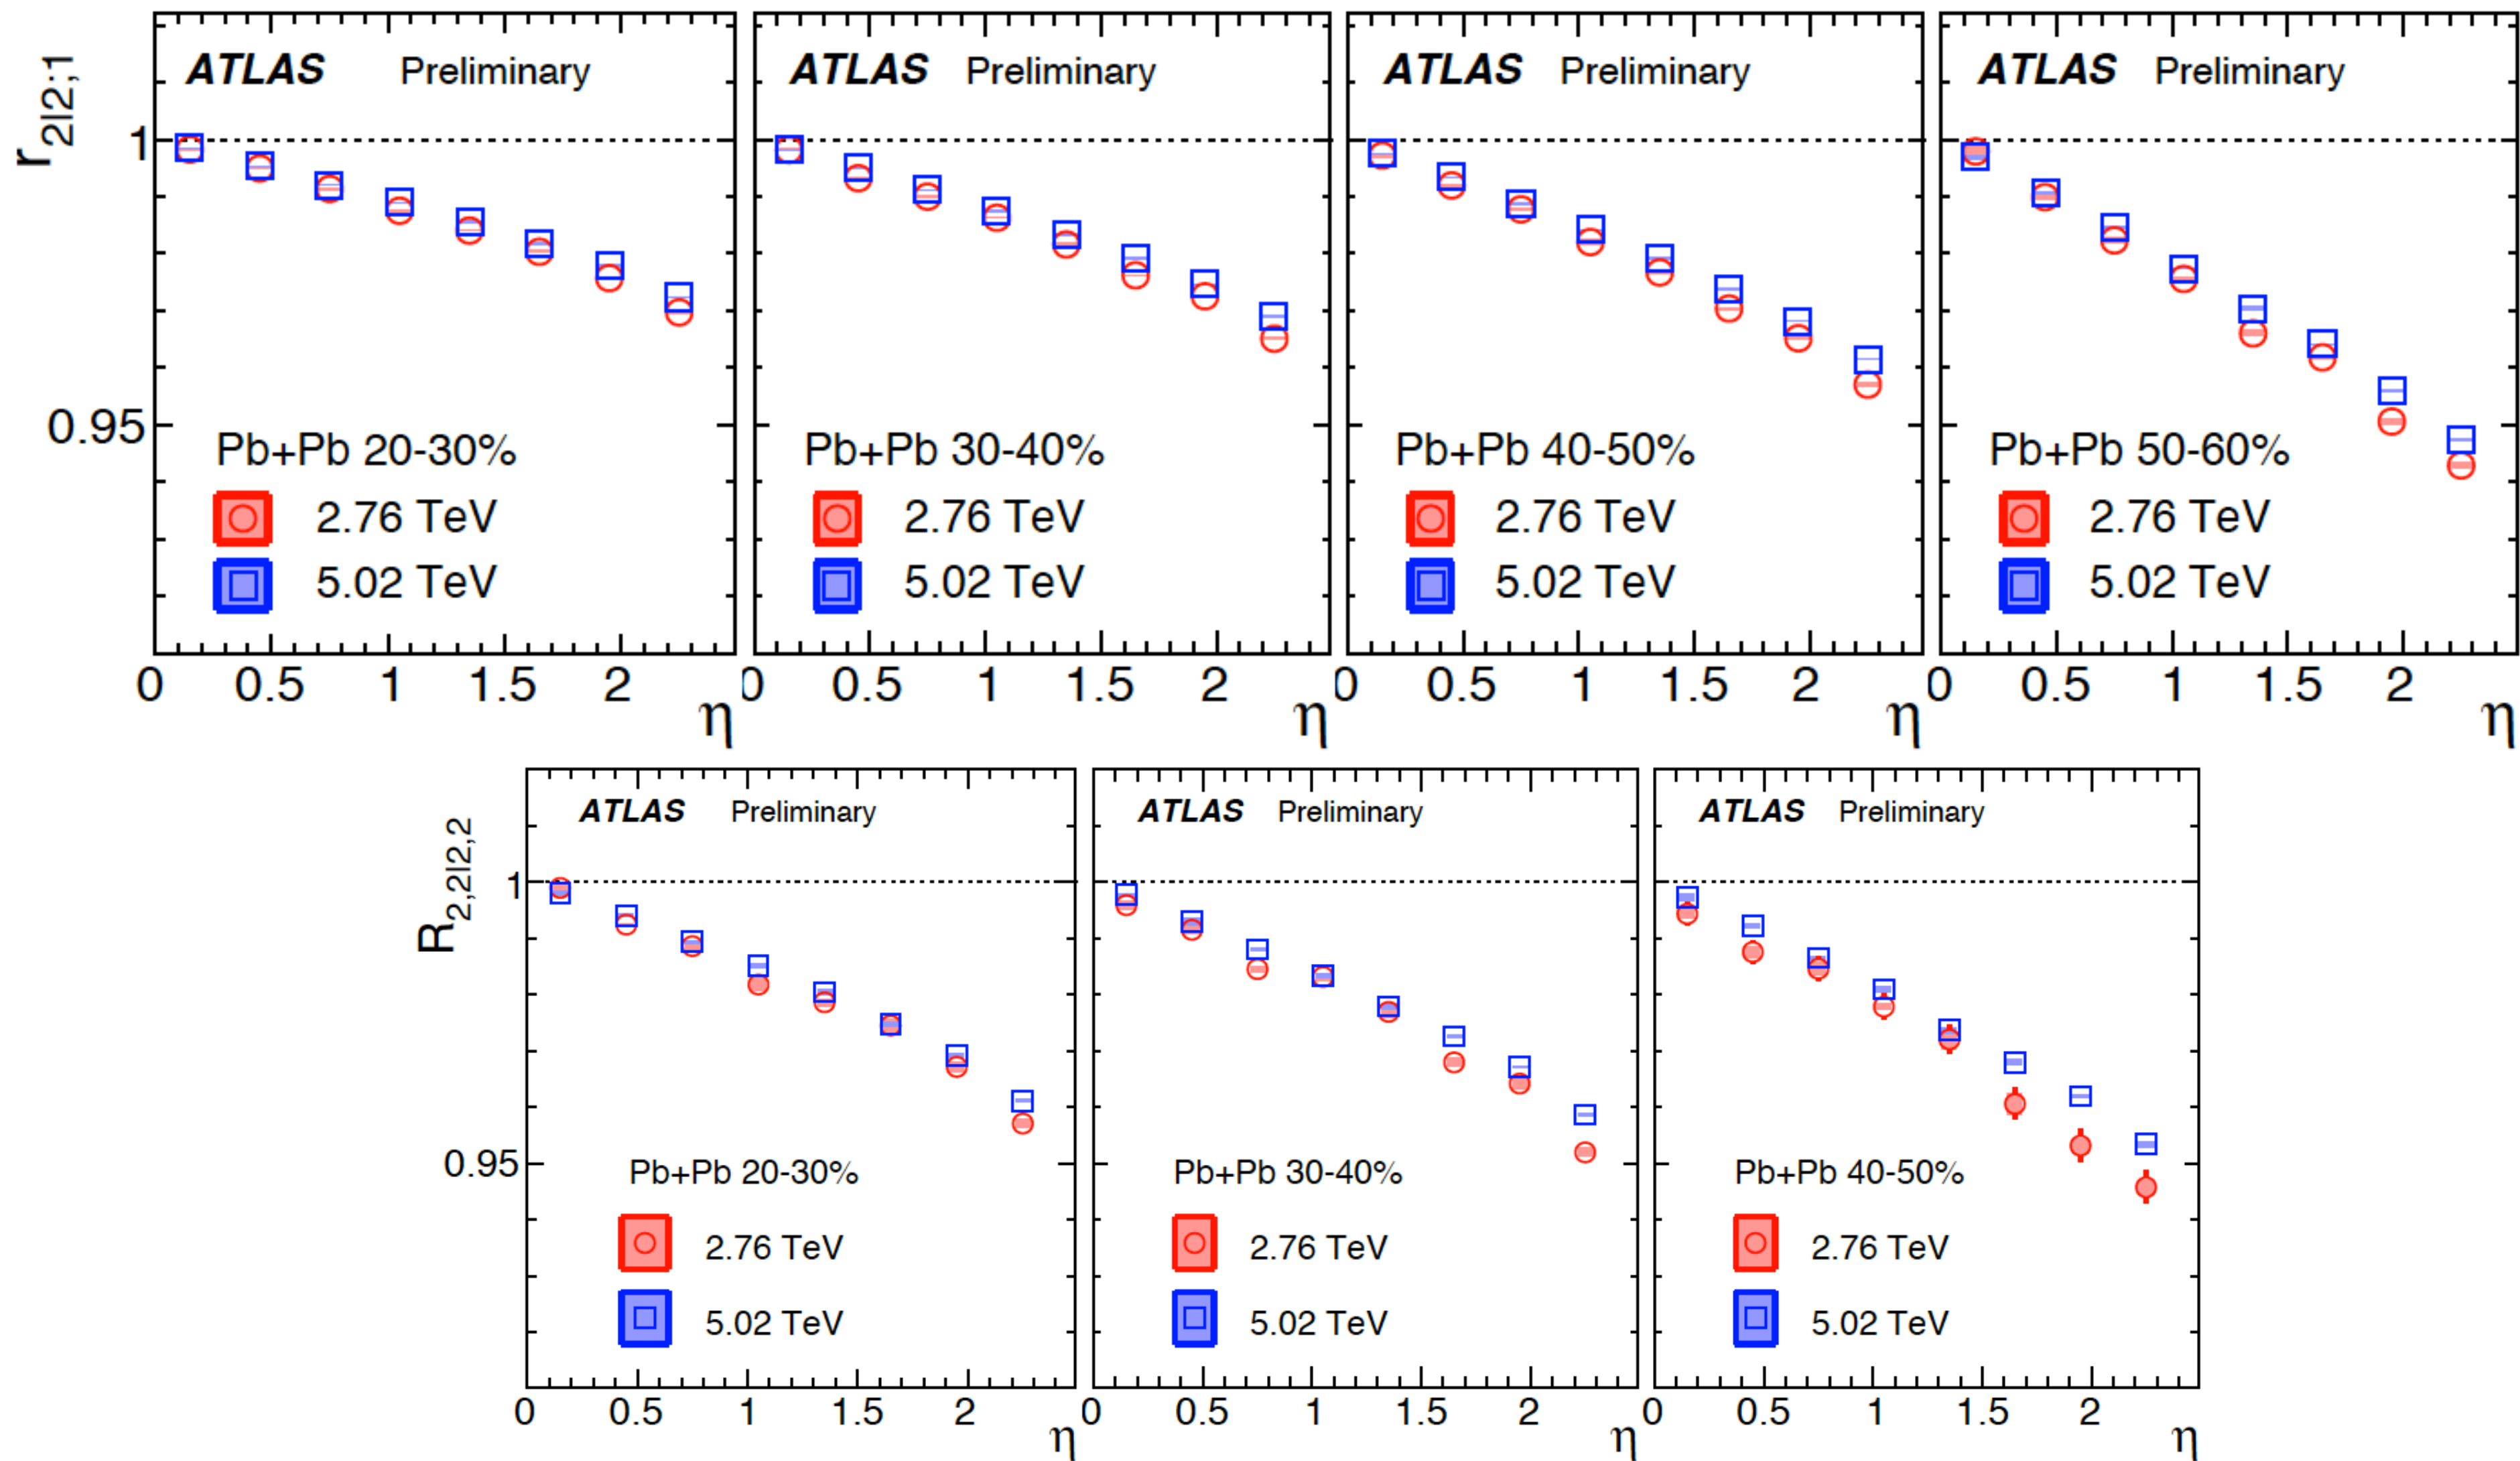 r2|2;1
ATLAS Preliminary
1
0.95
Pb+Pb 20-30%
2.76 TeV
5.02 TeV
0 0.5 1 1.5 2
η
ATLAS Preliminary
Pb+Pb 30-40%
2.76 TeV
5.02 TeV
0 0.5 1 1.5 2
η
ATLAS Preliminary
Pb+Pb 40-50%
2.76 TeV
5.02 TeV
0 0.5 1 1.5 2
η
ATLAS Preliminary
Pb+Pb 50-60%
2.76 TeV
5.02 TeV
0 0.5 1 1.5 2
η
R2,2|2,2
ATLAS Preliminary
1
0.95
Pb+Pb 20-30%
2.76 TeV
5.02 TeV
0 0.5 1 1.5 2
η
ATLAS Preliminary
Pb+Pb 30-40%
2.76 TeV
5.02 TeV
0 0.5 1 1.5 2
η
ATLAS Preliminary
Pb+Pb 40-50%
2.76 TeV
5.02 TeV
0 0.5 1 1.5 2
η